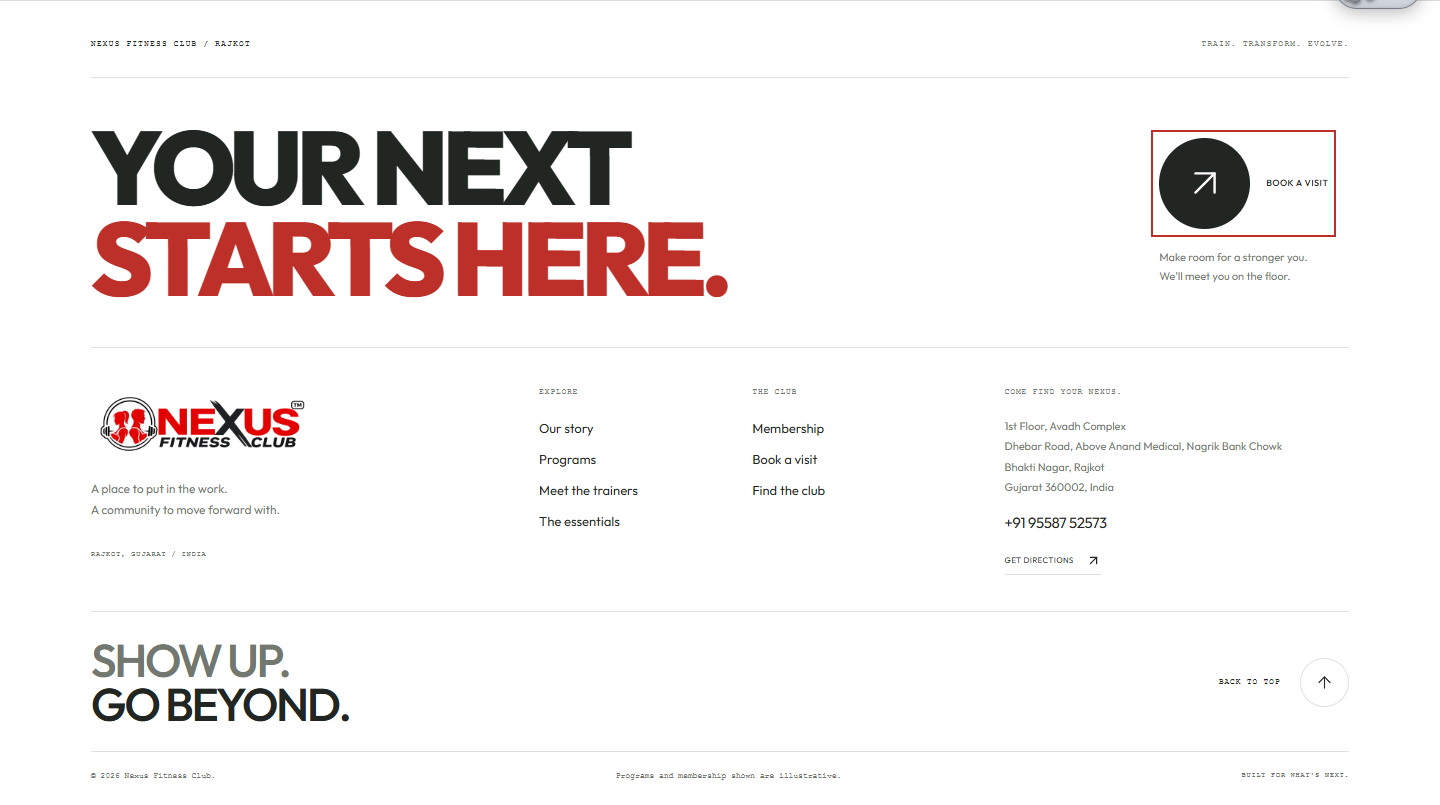 NEXUS FITNESS CLUB / RAJKOT
TRAIN. TRANSFORM. EVOLVE.
YOUR NEXT
STARTS HERE.
BOOK A VISIT
Make room for a stronger you.
We'll meet you on the floor.
NEXUS TM
FITNESS CLUB
A place to put in the work.
A community to move forward with.
RAJKOT, GUJARAT / INDIA
EXPLORE
Our story
Programs
Meet the trainers
The essentials
THE CLUB
Membership
Book a visit
Find the club
COME FIND YOUR NEXUS.
1st Floor, Avadh Complex
Dhebar Road, Above Anand Medical, Nagrik Bank Chowk
Bhakti Nagar, Rajkot
Gujarat 360002, India
+91 95587 52573
GET DIRECTIONS
SHOW UP.
GO BEYOND.
BACK TO TOP
© 2026 Nexus Fitness Club.
Programs and membership shown are illustrative.
BUILT FOR WHAT'S NEXT.